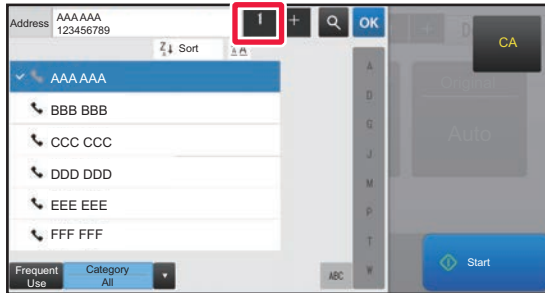 Address
AAA AAA
123456789
1
+
OK
CA
Sort
AAA AAA
BBB BBB
CCC CCC
DDD DDD
EEE EEE
FFF FFF
A
D
G
J
M
P
T
W
ABC
Original
Auto
Frequent
Use
Category
All
Start